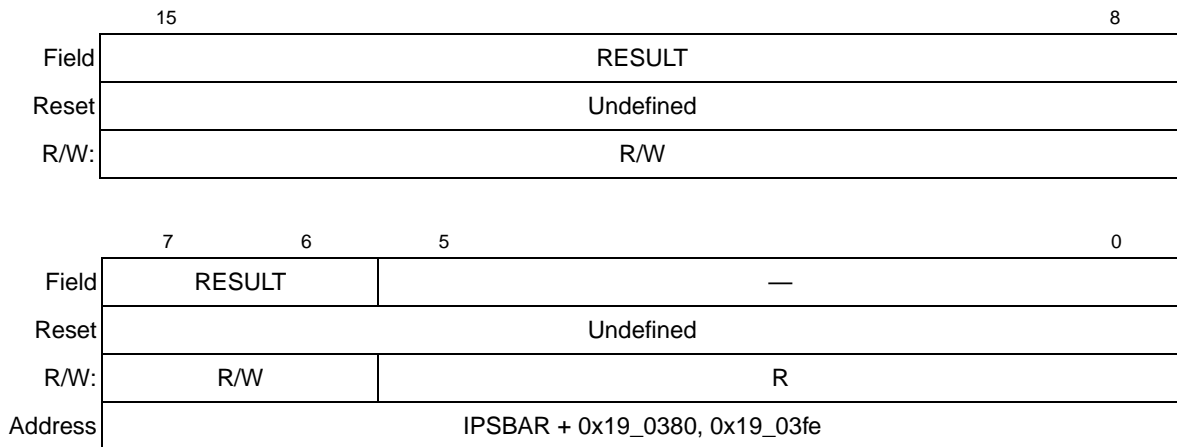 15 8
Field RESULT
Reset Undefined
R/W: R/W
7 6 5 0
Field RESULT —
Reset Undefined
R/W: R/W R
Address IPSBAR + 0x19_0380, 0x19_03fe